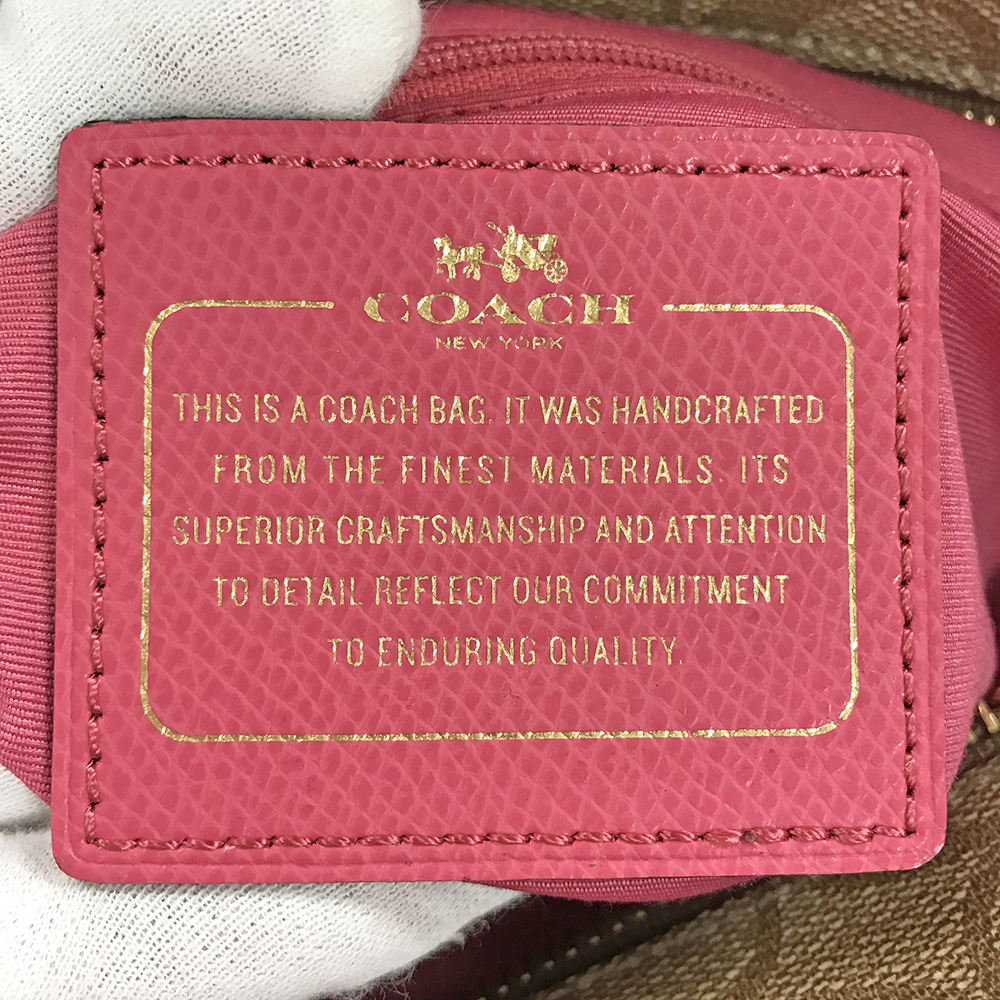 COACH
NEW YORK
THIS IS A COACH BAG. IT WAS HANDCRAFTED
FROM THE FINEST MATERIALS. ITS
SUPERIOR CRAFTSMANSHIP AND ATTENTION
TO DETAIL REFLECT OUR COMMITMENT
TO ENDURING QUALITY.